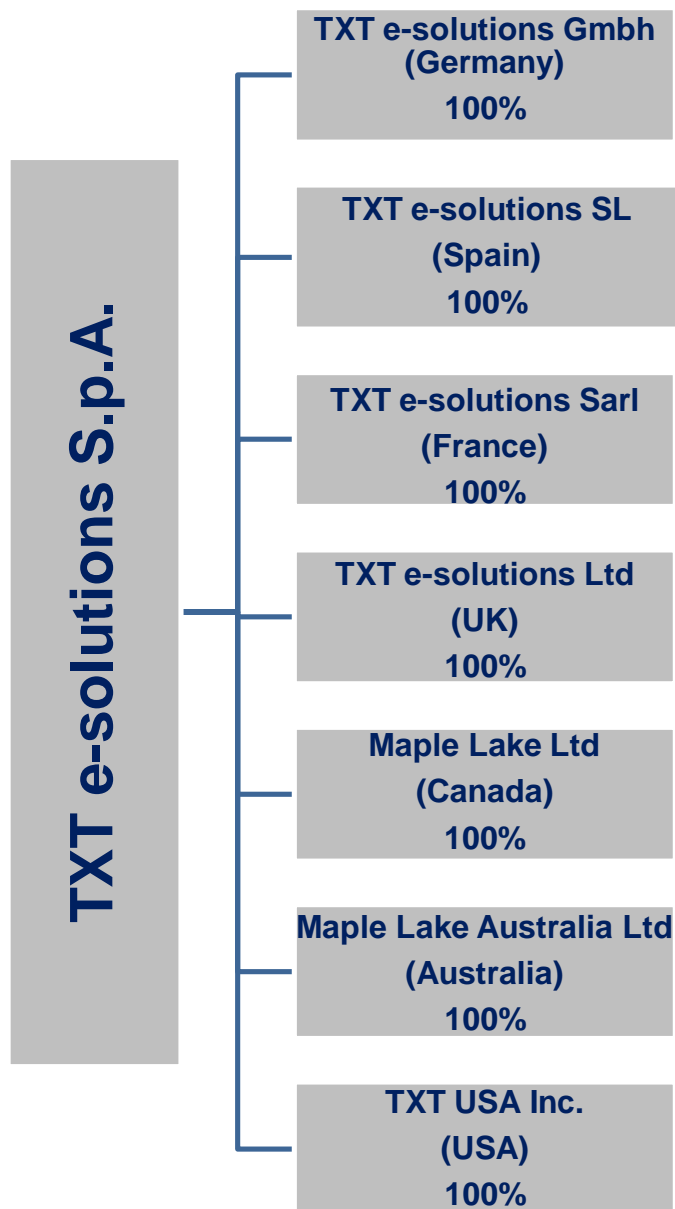 TXT e-solutions S.p.A.
TXT e-solutions Gmbh
(Germany)
100%
TXT e-solutions SL
(Spain)
100%
TXT e-solutions Sarl
(France)
100%
TXT e-solutions Ltd
(UK)
100%
Maple Lake Ltd
(Canada)
100%
Maple Lake Australia Ltd
(Australia)
100%
TXT USA Inc.
(USA)
100%